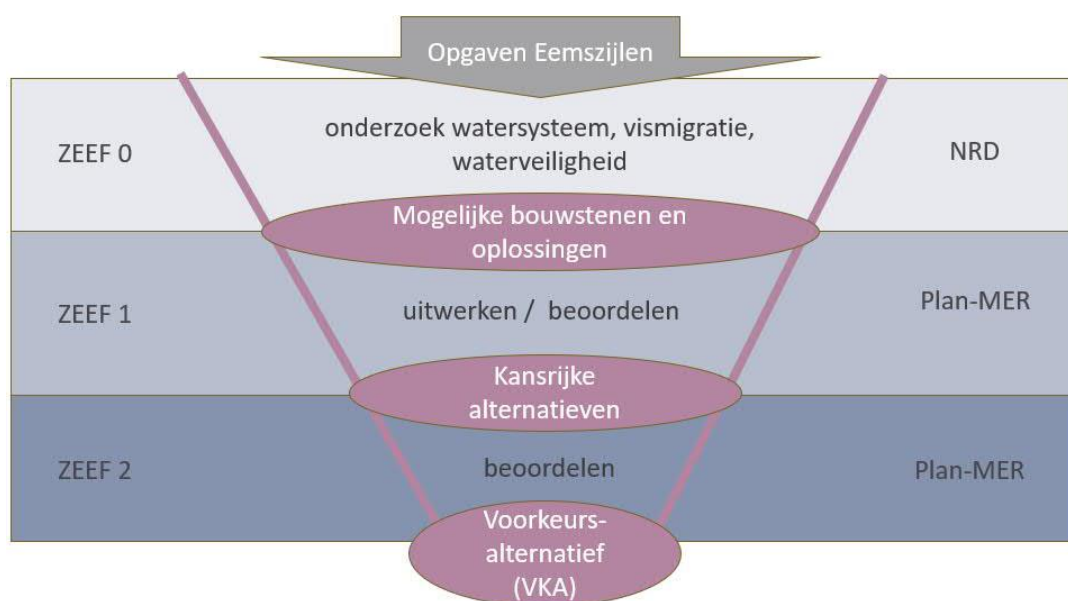 Opgaven Eemszijlen
ZEEF 0
onderzoek watersysteem, vismigratie,
waterveiligheid
NRD
Mogelijke bouwstenen en
oplossingen
ZEEF 1
uitwerken / beoordelen
Plan-MER
Kansrijke
alternatieven
ZEEF 2
beoordelen
Plan-MER
Voorkeurs-
alternatief
(VKA)